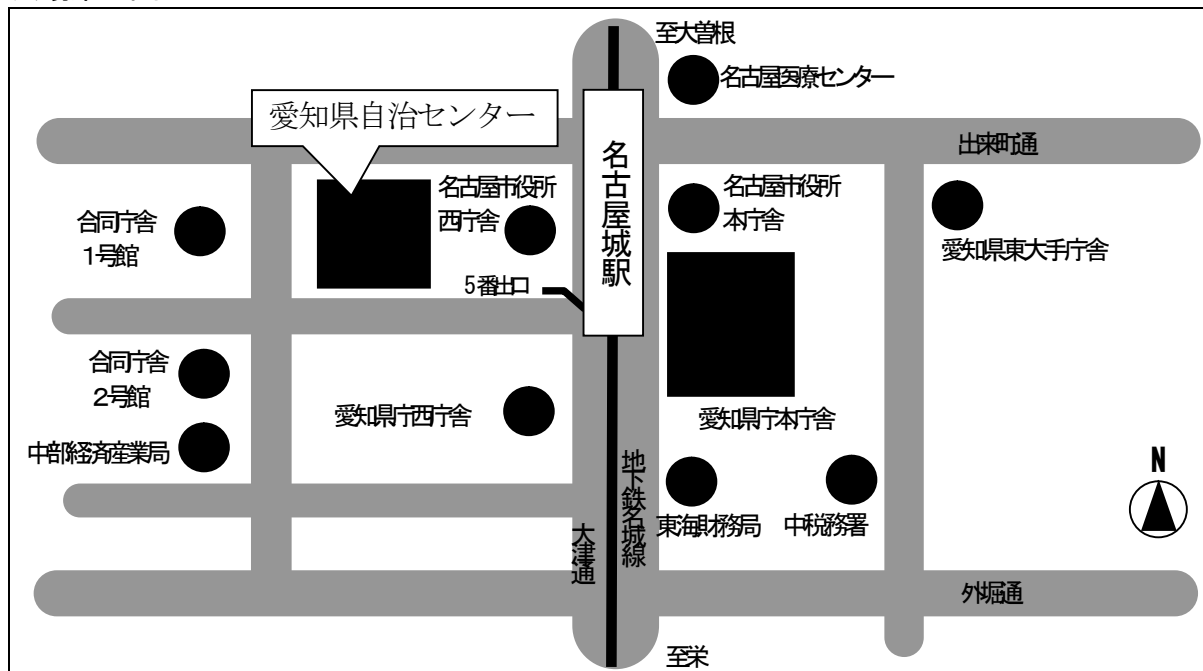 至大曽根
名古屋医療センター
愛知県自治センター
出来町通
名古屋城駅
名古屋市役所
西庁舎
名古屋市役所
本庁舎
合同庁舎
1号館
愛知県東大手庁舎
5番出口
合同庁舎
2号館
愛知県庁西庁舎
愛知県庁本庁舎
中部経済産業局
N
地下鉄名城線
東海財務局
中税務署
大津通
外堀通
至栄